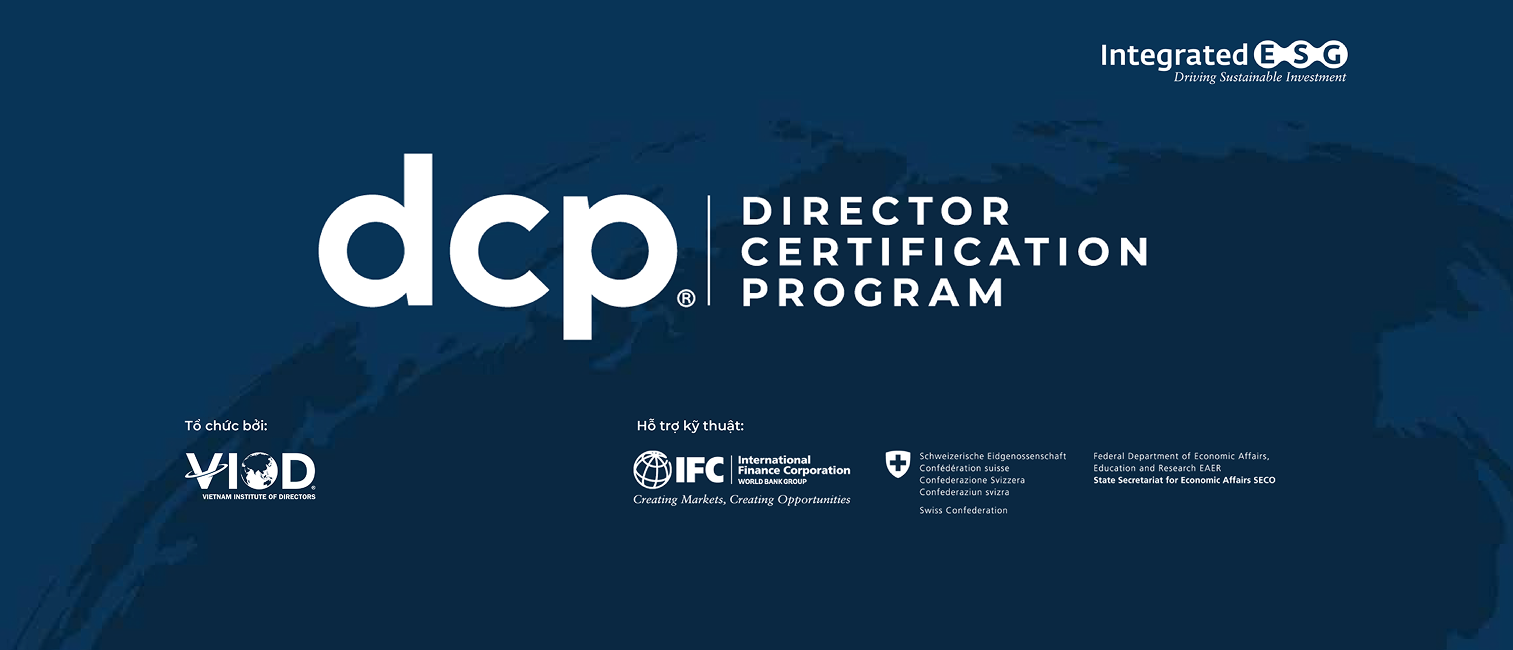 Integrated ESG
Driving Sustainable Investment
dcp®
DIRECTOR
CERTIFICATION
PROGRAM
Tổ chức bởi:
VIOD®
VIETNAM INSTITUTE OF DIRECTORS
Hỗ trợ kỹ thuật:
IFC
International
Finance Corporation
WORLD BANK GROUP
Creating Markets, Creating Opportunities
Schweizerische Eidgenossenschaft
Confédération suisse
Confederazione Svizzera
Confederaziun svizra
Swiss Confederation
Federal Department of Economic Affairs,
Education and Research EAER
State Secretariat for Economic Affairs SECO